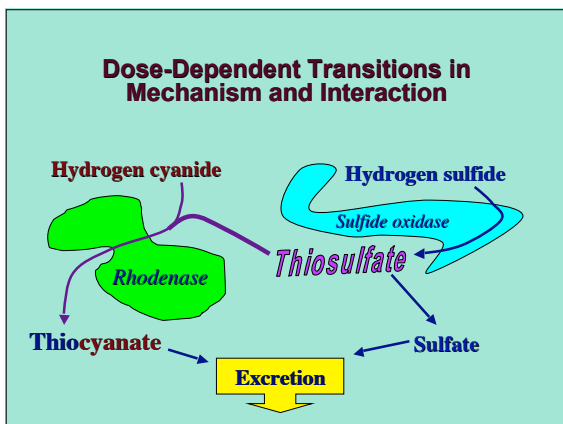 Dose-Dependent Transitions in
Mechanism and Interaction
Hydrogen cyanide
Hydrogen sulfide
Sulfide oxidase
Thiosulfate
Rhodenase
Thiocyanate
Sulfate
Excretion